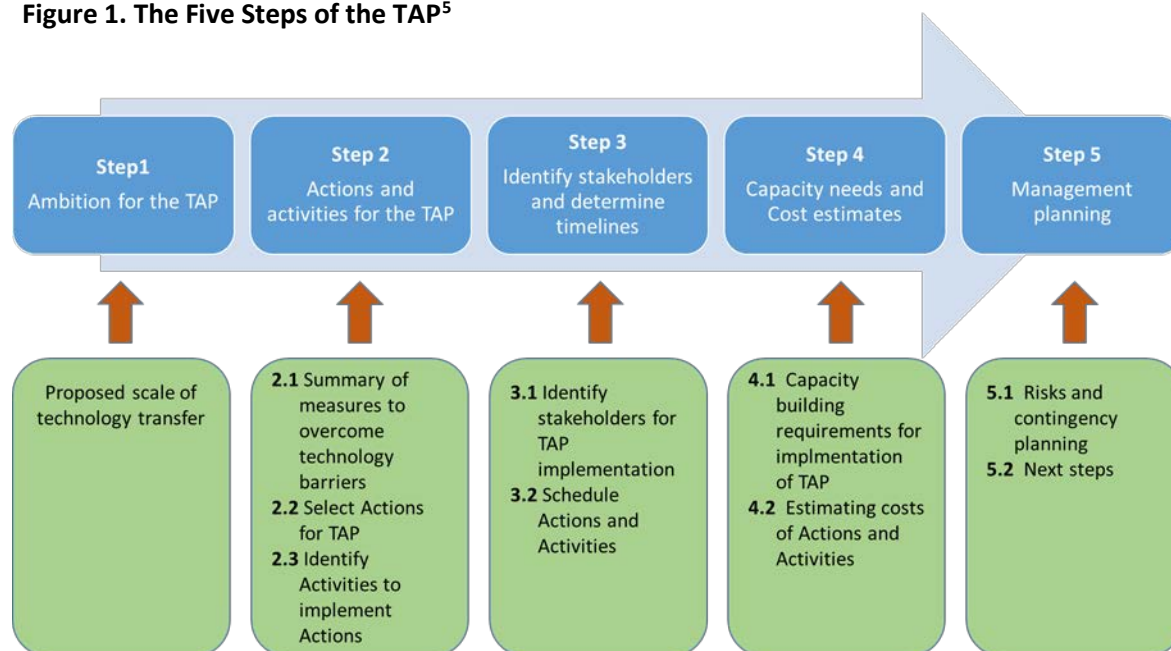 Figure 1. The Five Steps of the TAP5
Step1
Ambition for the TAP
Step 2
Actions and
activities for the TAP
Step 3
Identify stakeholders
and determine
timelines
Step 4
Capacity needs and
Cost estimates
Step 5
Management
planning
Proposed scale of
technology transfer
2.1 Summary of
measures to
overcome
technology
barriers
2.2 Select Actions
for TAP
2.3 Identify
Activities to
implement
Actions
3.1 Identify
stakeholders for
TAP
implementation
3.2 Schedule
Actions and
Activities
4.1 Capacity
building
requirements for
implmentation
of TAP
4.2 Estimating costs
of Actions and
Activities
5.1 Risks and
contingency
planning
5.2 Next steps